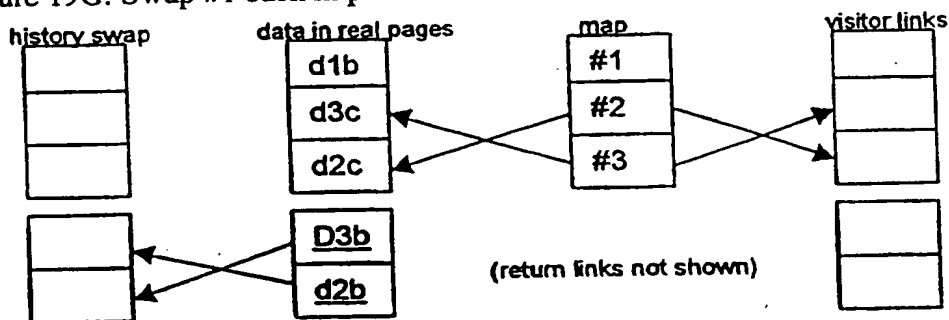 history swap
data in real pages
map
visitor links
d1b
#1
d3c
#2
d2c
#3
D3b
d2b
(return links not shown)